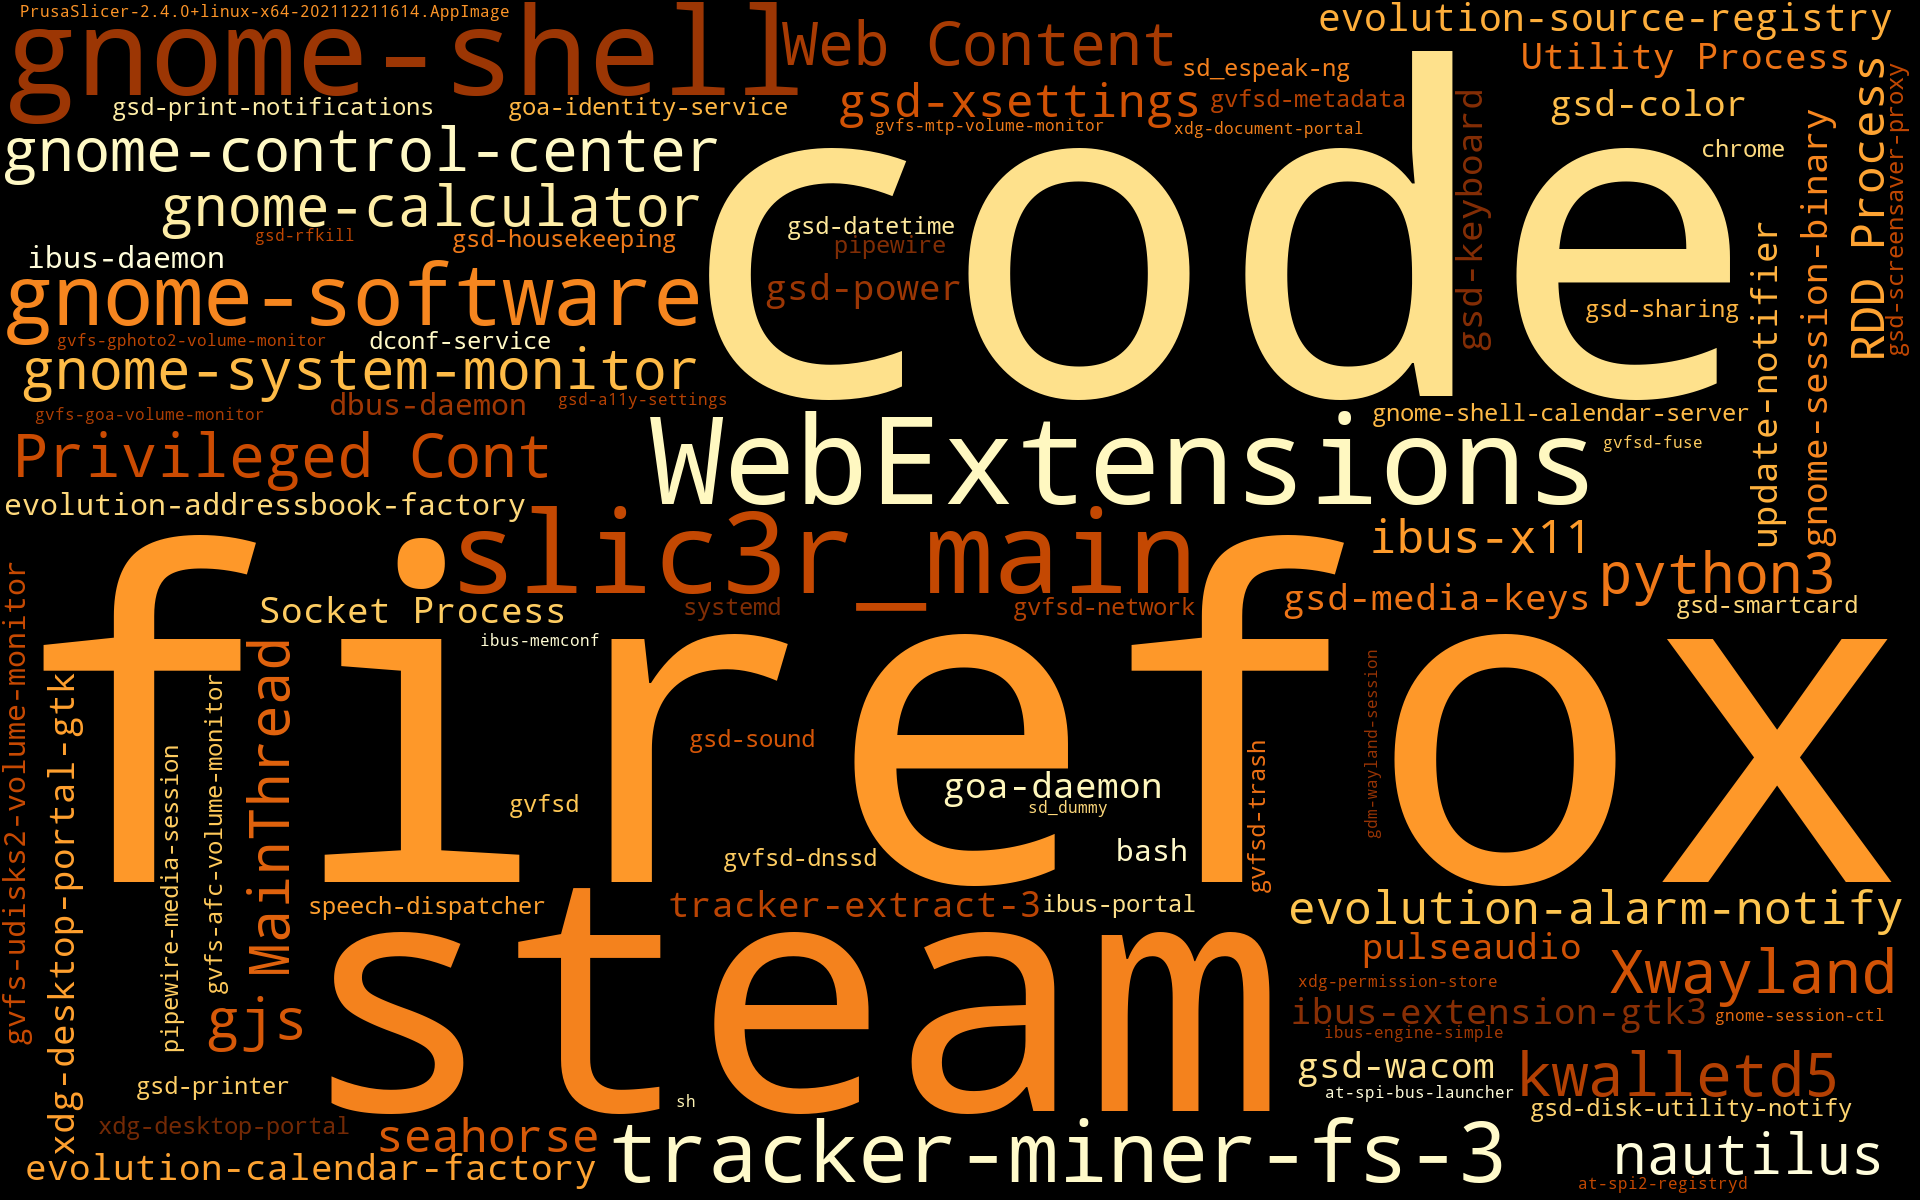 PrusaSlicer-2.4.0+linux-x64-202112211614.AppImage
gnome-shell
Web Content
evolution-source-registry
Utility Process
sd_espeak-ng
gsd-print-notifications
goa-identity-service
gsd-xsettings
gvfsd-metadata
gsd-color
gvfs-mtp-volume-monitor
xdg-document-portal
gnome-control-center
chrome
gnome-calculator
code
gsd-keyboard
gnome-session-binary
RDD Process
gsd-screensaver-proxy
gsd-rfkill
gsd-housekeeping
gsd-datetime
pipewire
ibus-daemon
gsd-power
gnome-software
gsd-sharing
update-notifier
gvfs-gphoto2-volume-monitor
dconf-service
gnome-system-monitor
gvfs-goa-volume-monitor
dbus-daemon
gsd-a11y-settings
gnome-shell-calendar-server
gvfsd-fuse
Privileged Cont
WebExtensions
evolution-addressbook-factory
slic3r_main
ibus-x11
python3
gsd-media-keys
gsd-smartcard
Socket Process
systemd
gvfsd-network
ibus-memconf
firefox
gvfs-udisks2-volume-monitor
xdg-desktop-portal-gtk
pipewire-media-session
gvfs-afc-volume-monitor
MainThread
gsd-sound
gdm-wayland-session
goa-daemon
sd_dummy
gvfsd
gvfsd-trash
gvfsd-dnssd
bash
speech-dispatcher
tracker-extract-3
ibus-portal
evolution-alarm-notify
steam
pulseaudio
Xwayland
xdg-permission-store
gjs
ibus-extension-gtk3
gnome-session-ctl
ibus-engine-simple
gsd-wacom
kwalletd5
gsd-printer
at-spi-bus-launcher
sh
gsd-disk-utility-notify
xdg-desktop-portal
seahorse
tracker-miner-fs-3
nautilus
evolution-calendar-factory
at-spi2-registryd